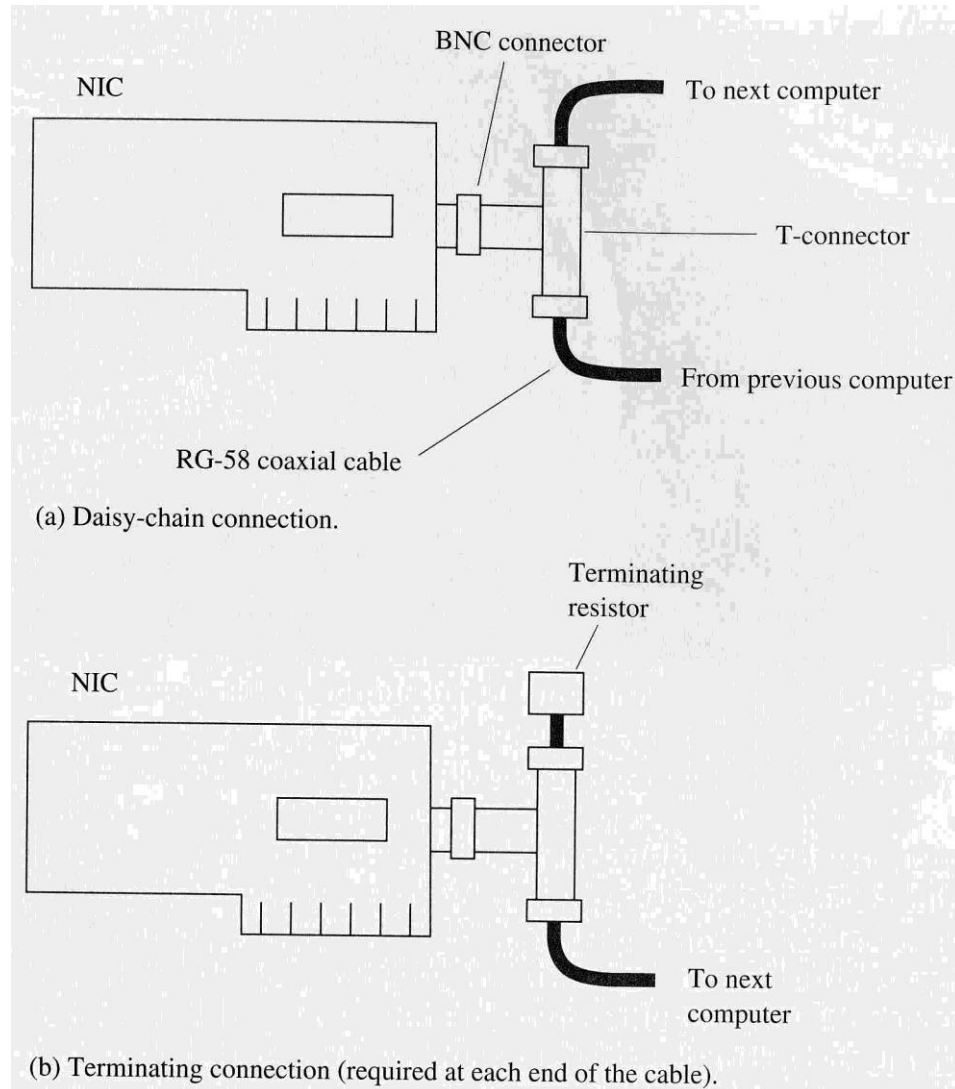 BNC connector
NIC
To next computer
T-connector
From previous computer
RG-58 coaxial cable
(a) Daisy-chain connection.
Terminating
resistor
NIC
To next
computer
(b) Terminating connection (required at each end of the cable).